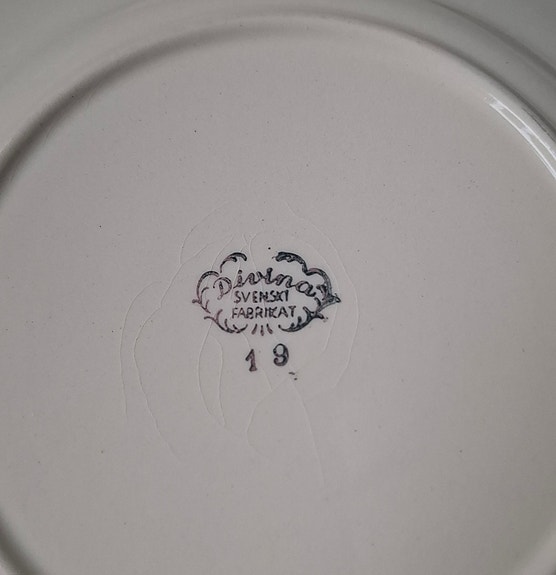 Divina
SVENSKT
FABRIKAT
19